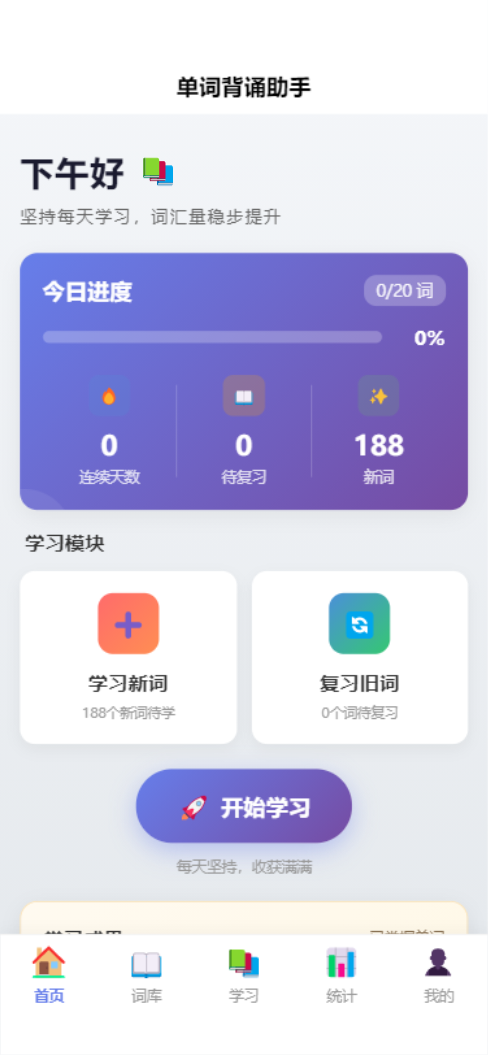 单词背诵助手
下午好
坚持每天学习，词汇量稳步提升
今日进度
0/20 词
0%
0
0
188
连续天数
待复习
新词
学习模块
学习新词
复习旧词
188个新词待学
0个词待复习
开始学习
每天坚持，收获满满
首页
词库
学习
统计
我的